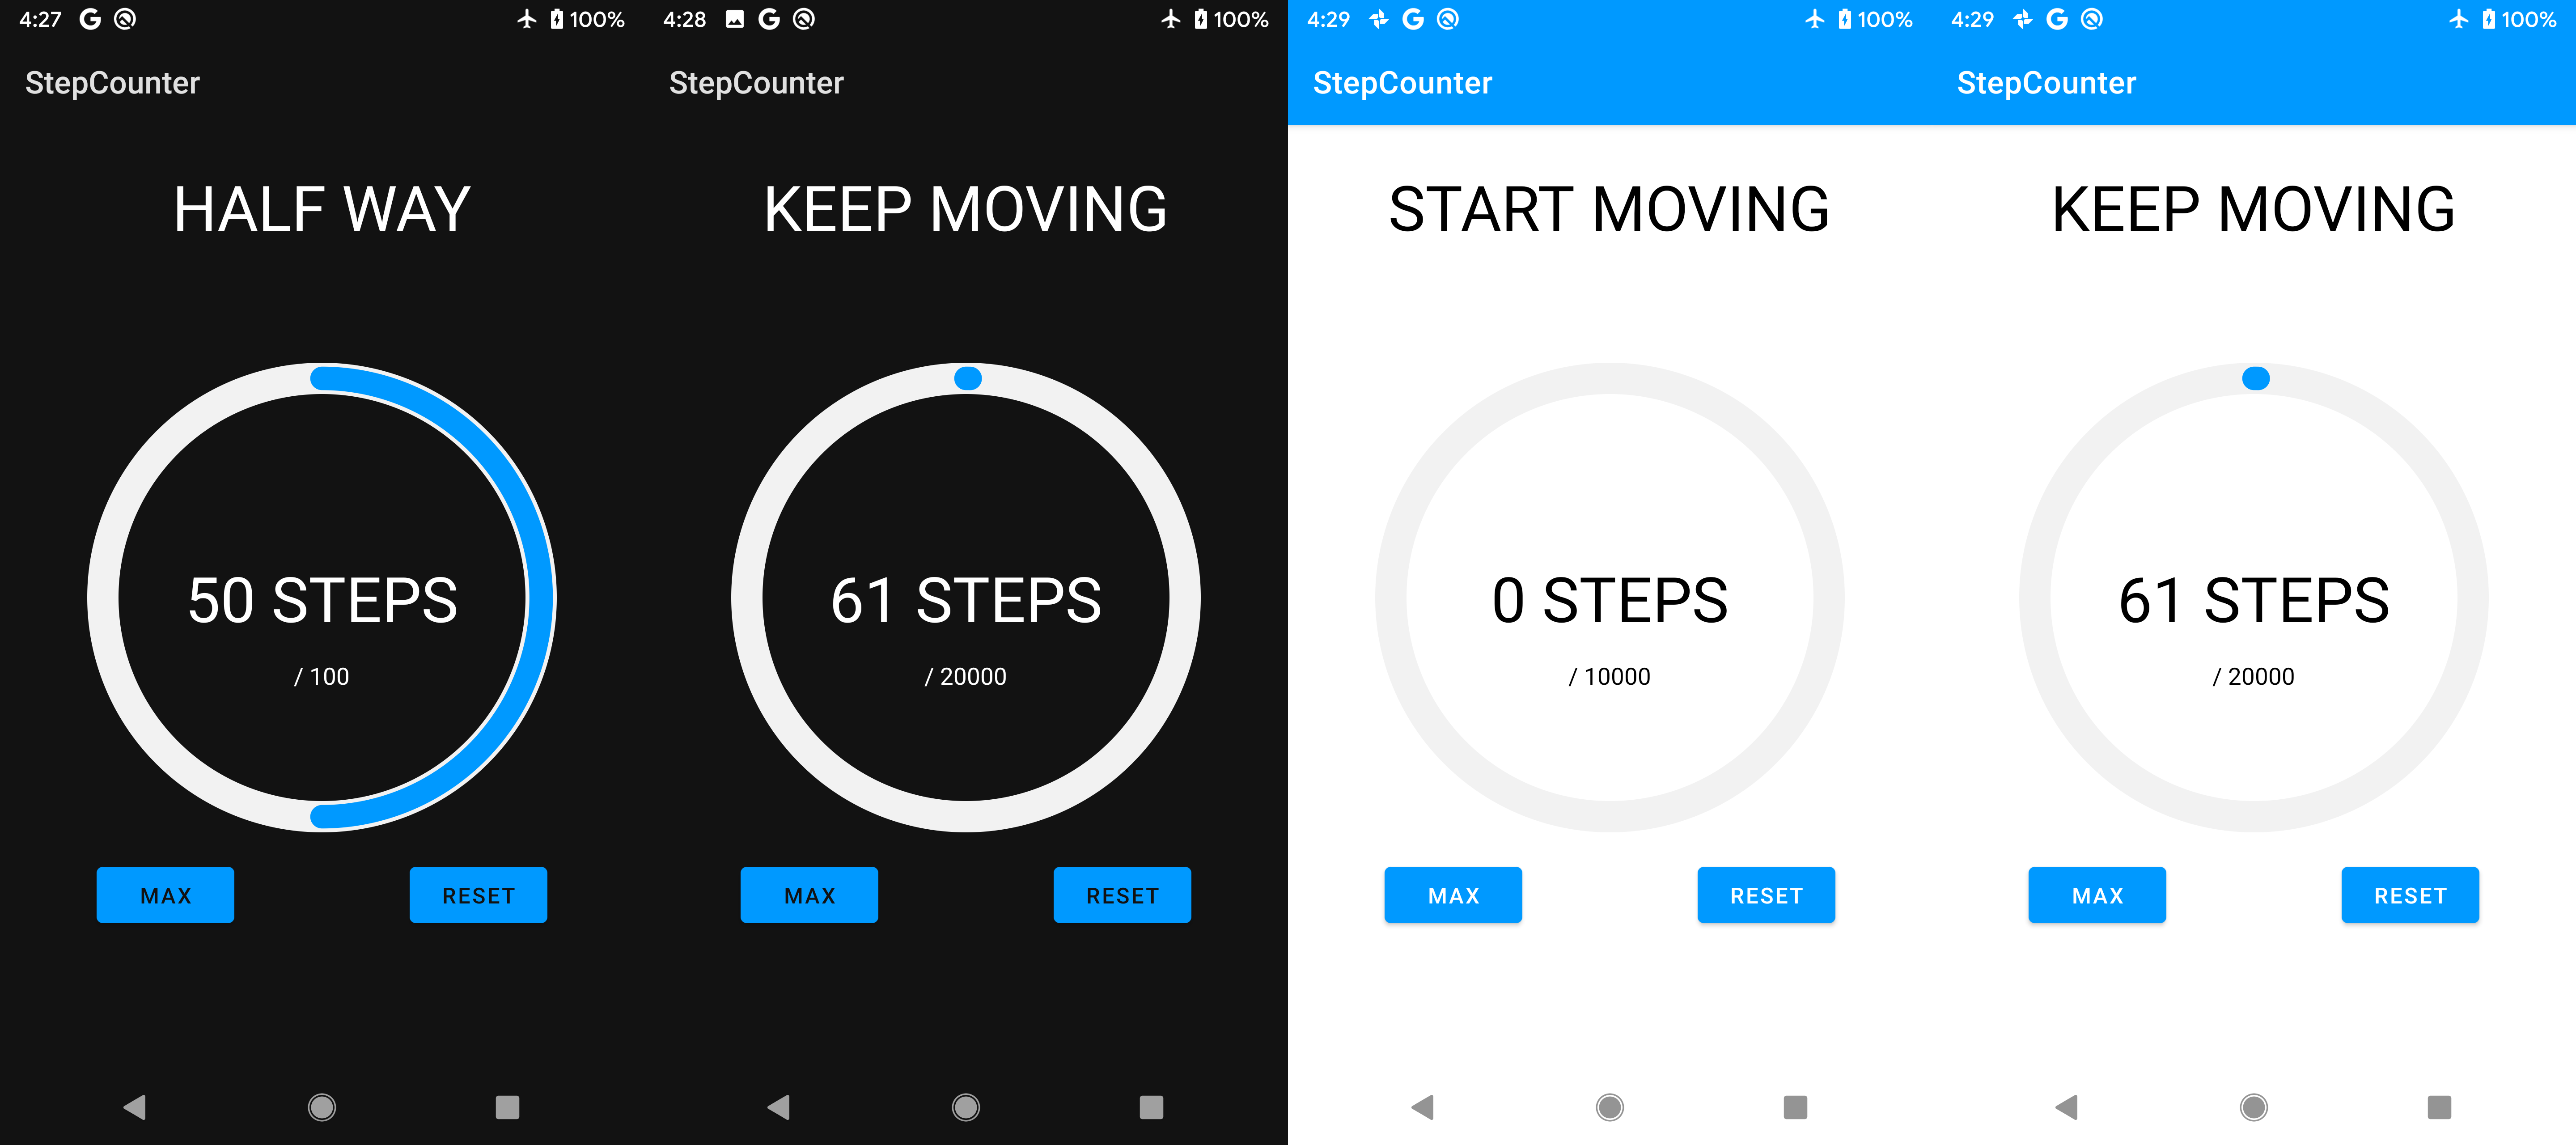 4:27 100%
StepCounter
HALF WAY
50 STEPS
/ 100
MAX RESET
4:28 100%
StepCounter
KEEP MOVING
61 STEPS
/ 20000
MAX RESET
4:29 100%
StepCounter
START MOVING
0 STEPS
/ 10000
MAX RESET
4:29 100%
StepCounter
KEEP MOVING
61 STEPS
/ 20000
MAX RESET